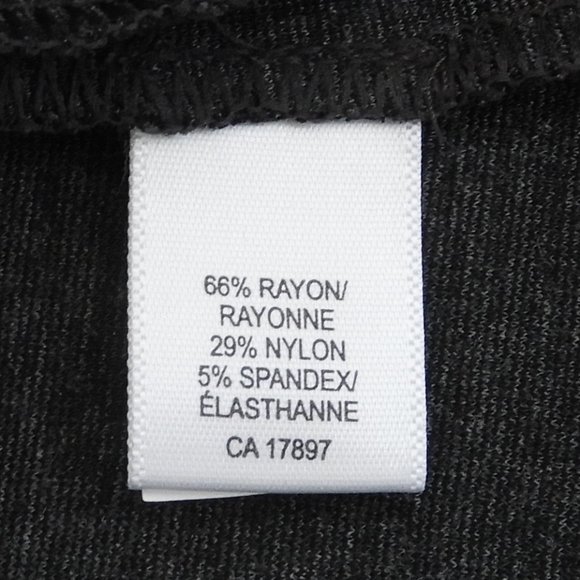 66% RAYON/
RAYONNE
29% NYLON
5% SPANDEX/
ÉLASTHANNE
CA 17897